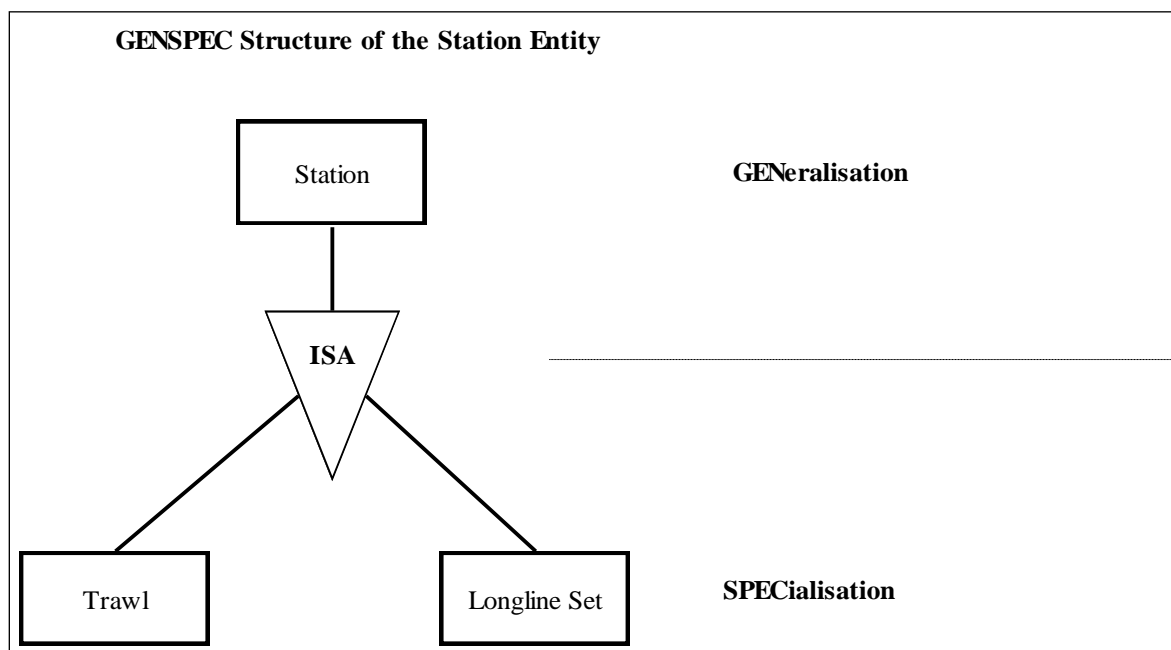 GENSPEC Structure of the Station Entity
Station
GENeralisation
ISA
Trawl
Longline Set
SPECialisation